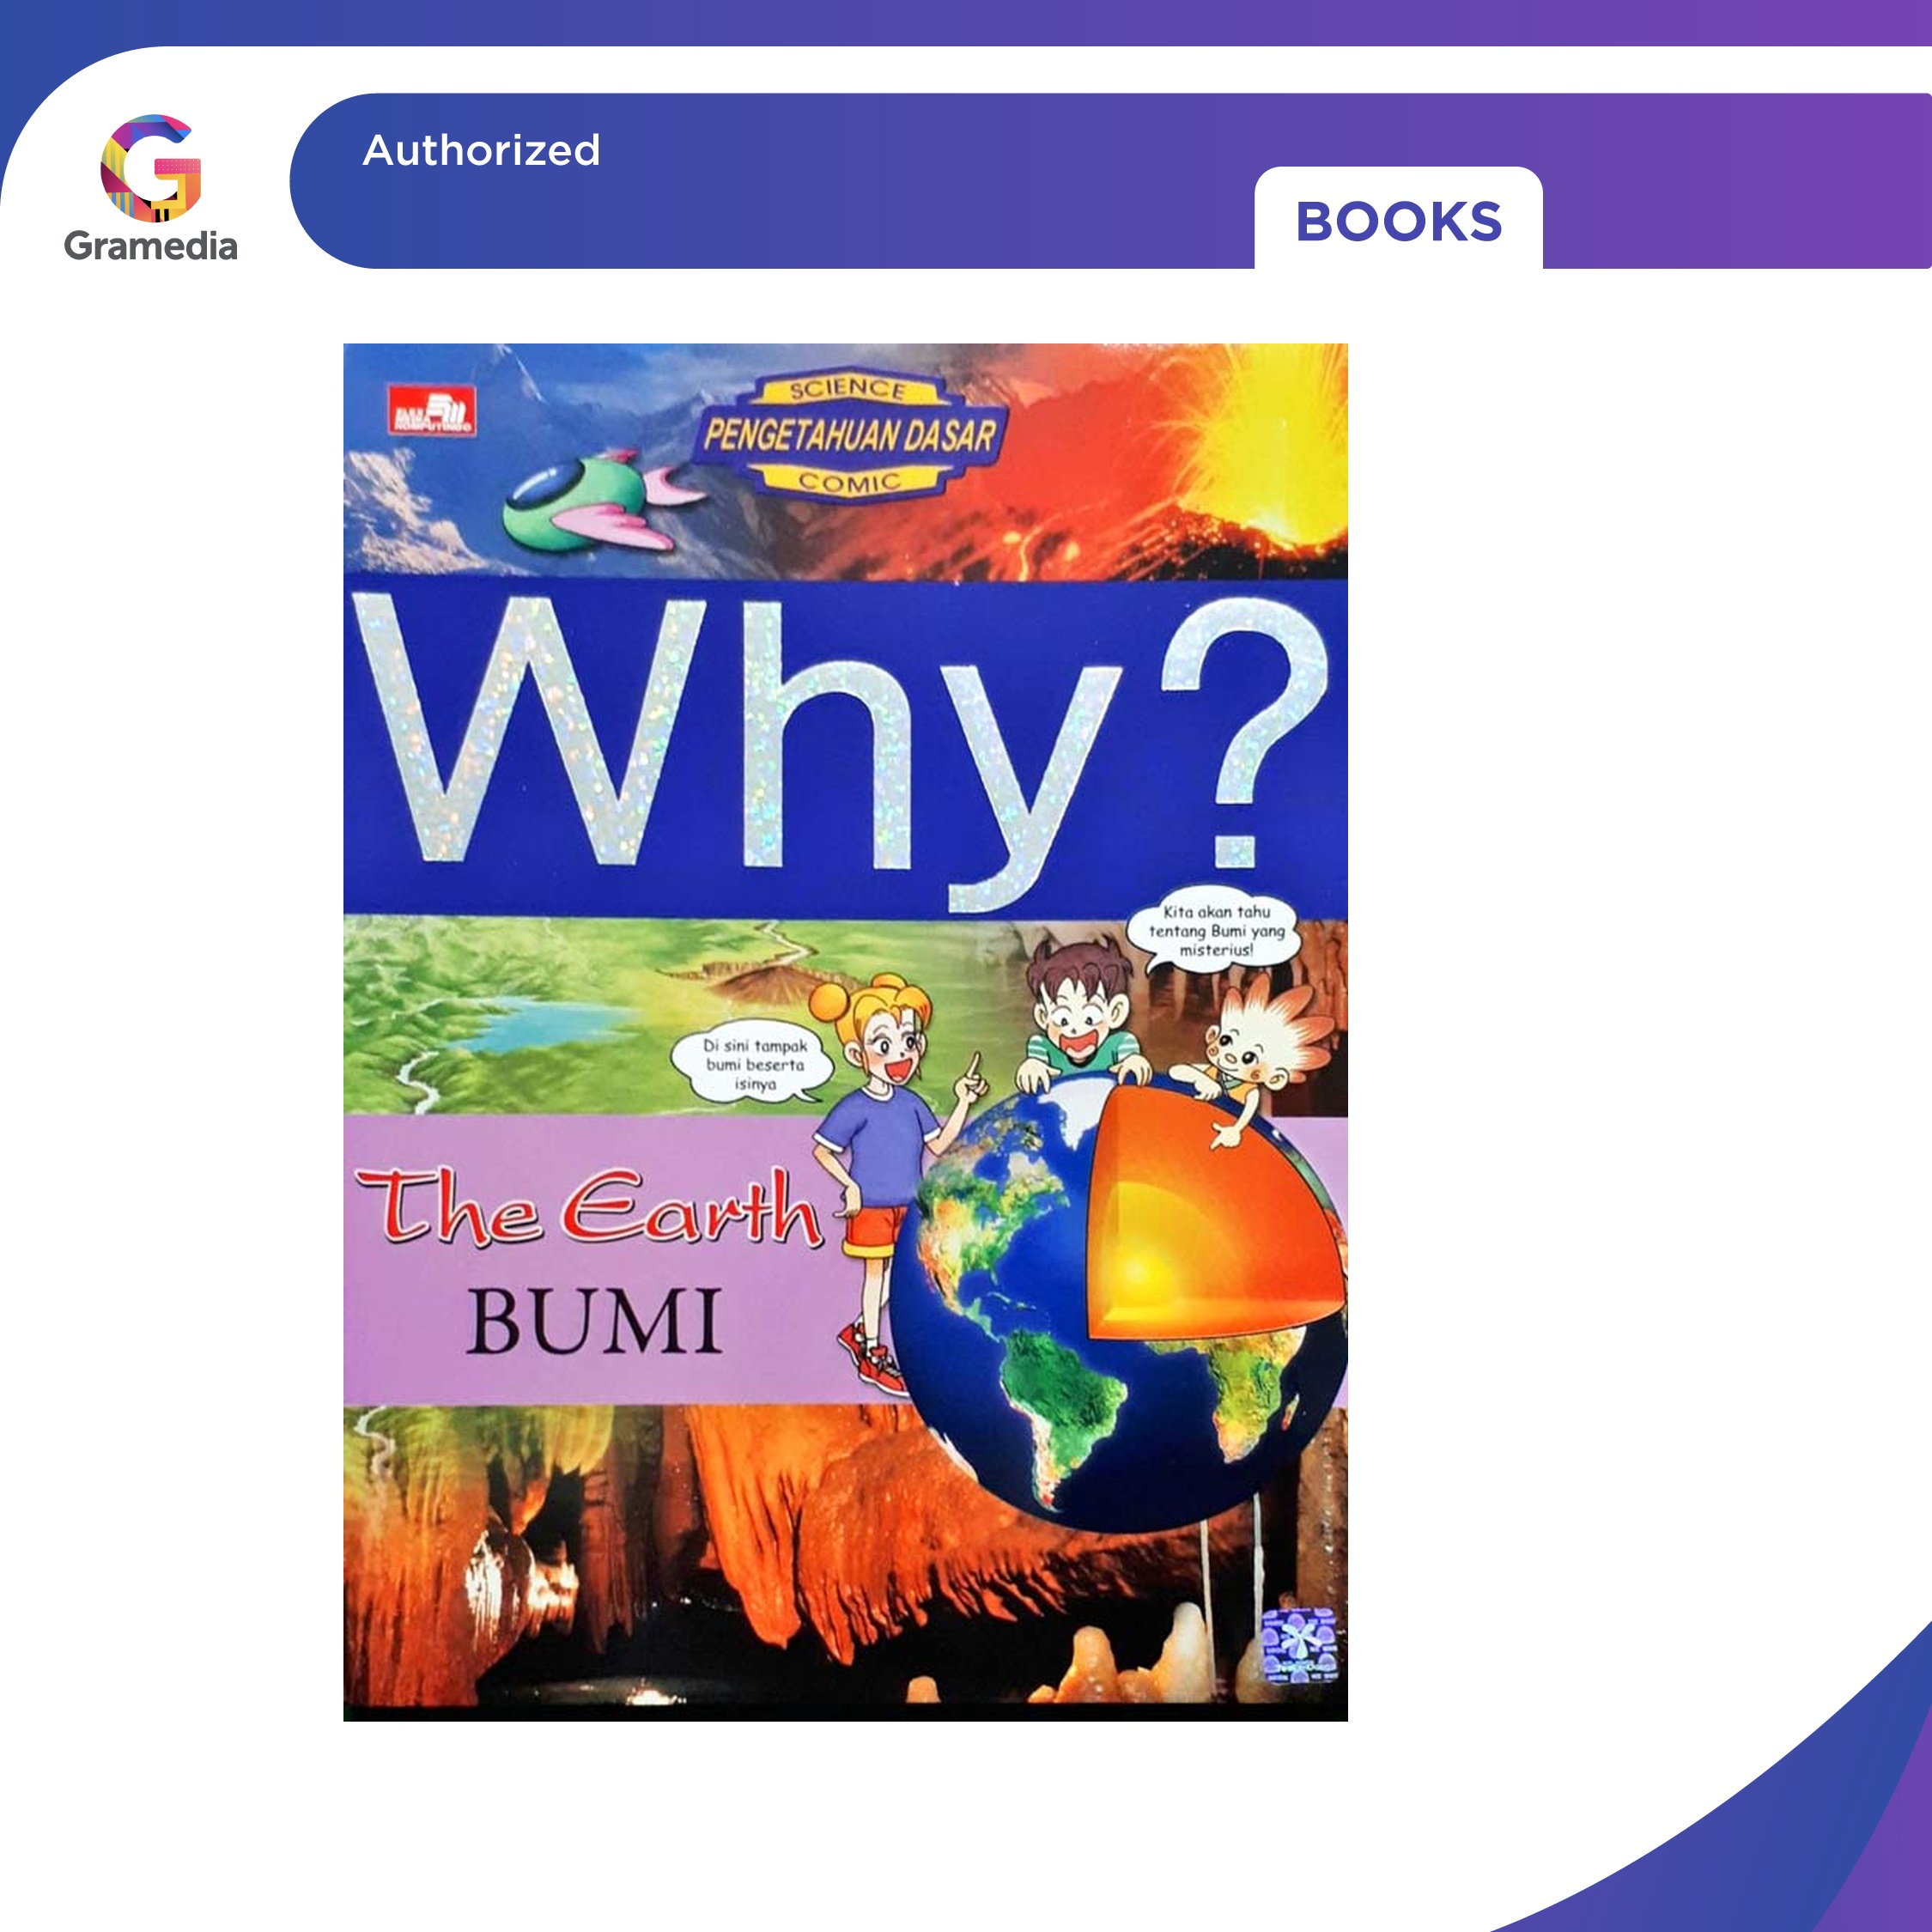 Gramedia
Authorized
BOOKS
SCIENCE
PENGETAHUAN DASAR
COMIC
Why?
Kita akan tahu
tentang Bumi yang
misterius!
Di sini tampak
bumi beserta
isinya
The Earth
BUMI